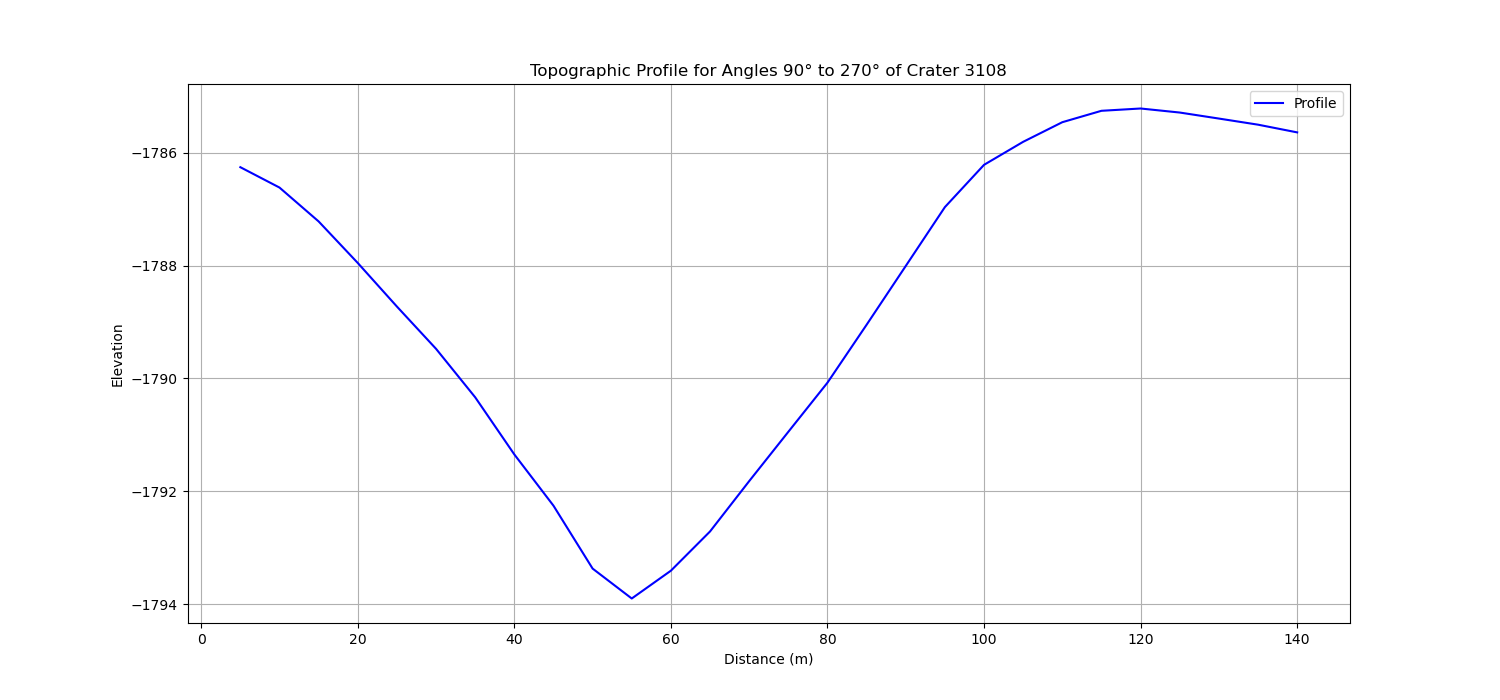 Topographic Profile for Angles 90° to 270° of Crater 3108
Profile
−1786
−1788
−1790
−1792
−1794
Elevation
0 20 40 60 80 100 120 140
Distance (m)